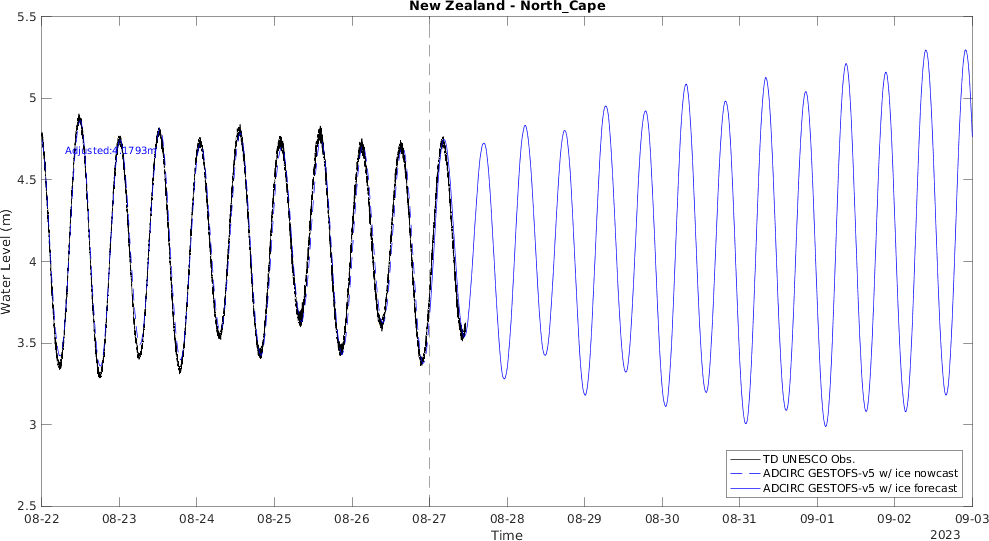 New Zealand - North_Cape
5.5
5
4.5
4
3.5
3
2.5
Water Level (m)
Adjusted:4.1793m
TD UNESCO Obs.
ADCIRC GESTOFS-v5 w/ ice nowcast
ADCIRC GESTOFS-v5 w/ ice forecast
08-22 08-23 08-24 08-25 08-26 08-27 08-28 08-29 08-30 08-31 09-01 09-02 09-03
Time
2023